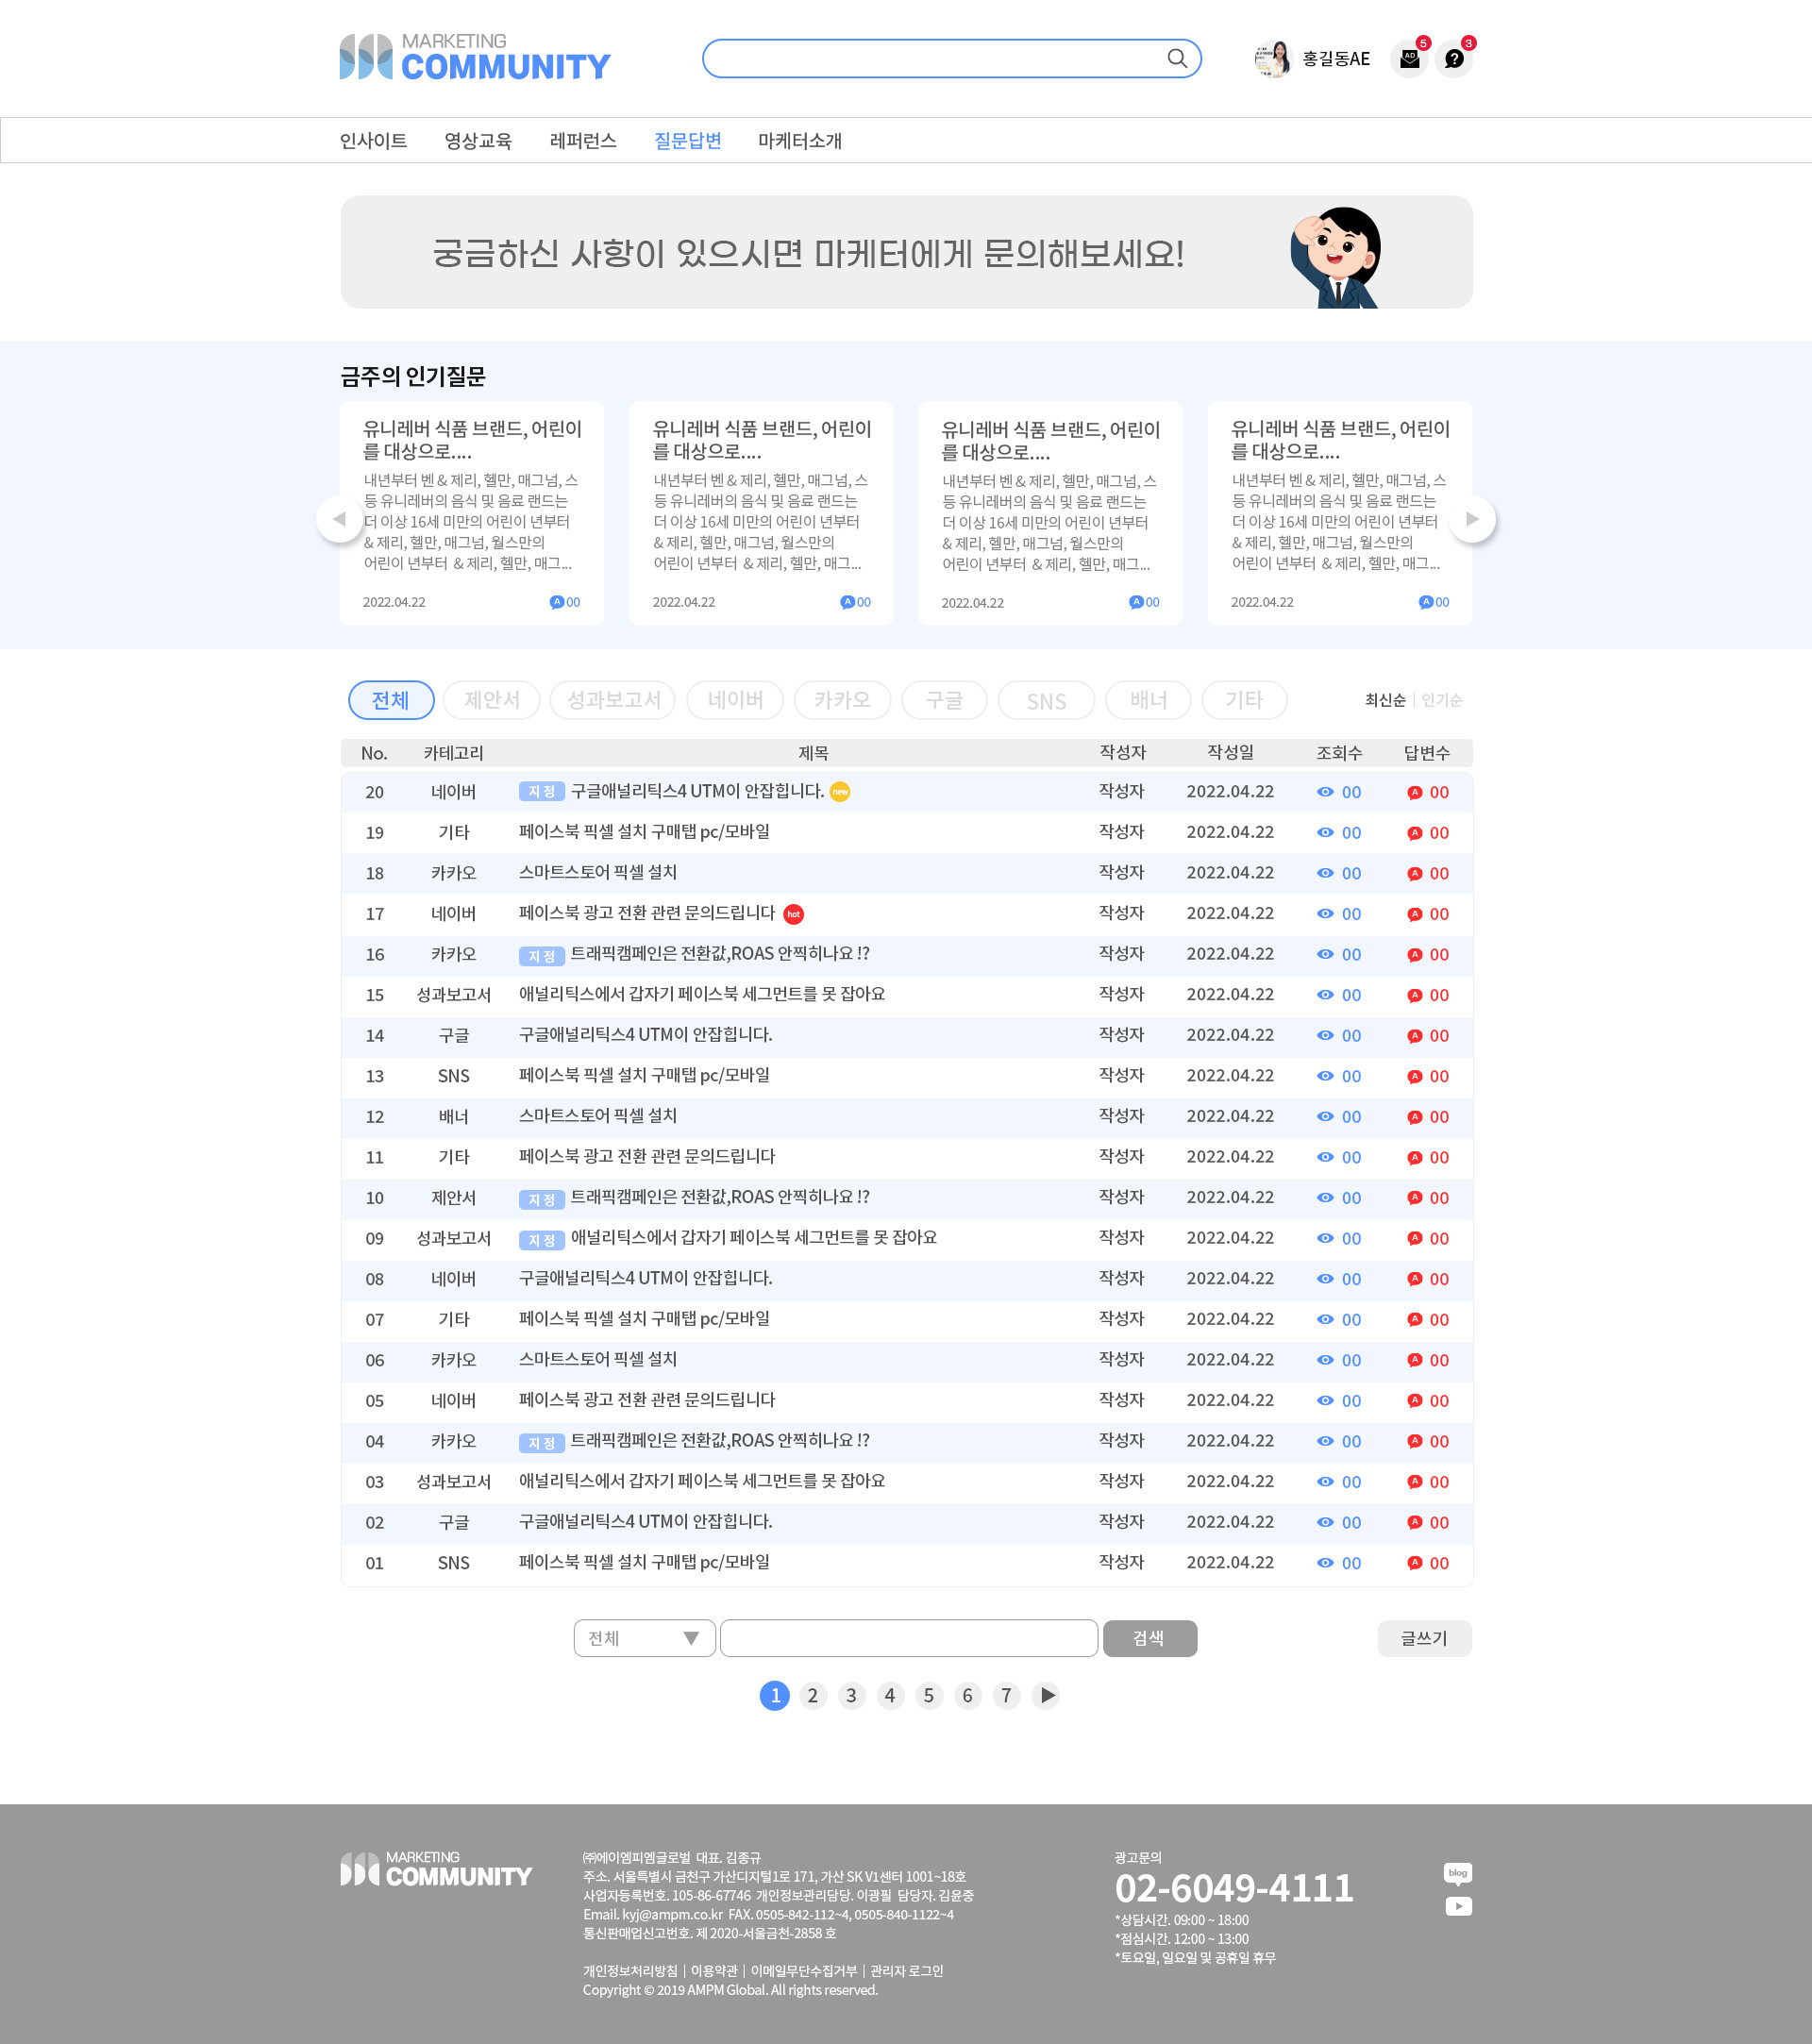 MARKETING
COMMUNITY
홍길동AE
AD
5
?
3
인사이트 영상교육 레퍼런스 질문답변 마케터소개
궁금하신 사항이 있으시면 마케터에게 문의해보세요!
금주의 인기질문
유니레버 식품 브랜드, 어린이
를 대상으로....
내년부터 벤 & 제리, 헬만, 매그넘, 스
등 유니레버의 음식 및 음료 랜드는
더 이상 16세 미만의 어린이 년부터
& 제리, 헬만, 매그넘, 월스만의
어린이 년부터 & 제리, 헬만, 매그...
2022.04.22 A 00
유니레버 식품 브랜드, 어린이
를 대상으로....
내년부터 벤 & 제리, 헬만, 매그넘, 스
등 유니레버의 음식 및 음료 랜드는
더 이상 16세 미만의 어린이 년부터
& 제리, 헬만, 매그넘, 월스만의
어린이 년부터 & 제리, 헬만, 매그...
2022.04.22 A 00
유니레버 식품 브랜드, 어린이
를 대상으로....
내년부터 벤 & 제리, 헬만, 매그넘, 스
등 유니레버의 음식 및 음료 랜드는
더 이상 16세 미만의 어린이 년부터
& 제리, 헬만, 매그넘, 월스만의
어린이 년부터 & 제리, 헬만, 매그...
2022.04.22 A 00
유니레버 식품 브랜드, 어린이
를 대상으로....
내년부터 벤 & 제리, 헬만, 매그넘, 스
등 유니레버의 음식 및 음료 랜드는
더 이상 16세 미만의 어린이 년부터
& 제리, 헬만, 매그넘, 월스만의
어린이 년부터 & 제리, 헬만, 매그...
2022.04.22 A 00
전체 제안서 성과보고서 네이버 카카오 구글 SNS 배너 기타 최신순 | 인기순
No. 카테고리 제목 작성자 작성일 조회수 답변수
20 네이버 지정 구글애널리틱스4 UTM이 안잡힙니다. new 작성자 2022.04.22 00 A 00
19 기타 페이스북 픽셀 설치 구매탭 pc/모바일 작성자 2022.04.22 00 A 00
18 카카오 스마트스토어 픽셀 설치 작성자 2022.04.22 00 A 00
17 네이버 페이스북 광고 전환 관련 문의드립니다 hot 작성자 2022.04.22 00 A 00
16 카카오 지정 트래픽캠페인은 전환값,ROAS 안찍히나요 !? 작성자 2022.04.22 00 A 00
15 성과보고서 애널리틱스에서 갑자기 페이스북 세그먼트를 못 잡아요 작성자 2022.04.22 00 A 00
14 구글 구글애널리틱스4 UTM이 안잡힙니다. 작성자 2022.04.22 00 A 00
13 SNS 페이스북 픽셀 설치 구매탭 pc/모바일 작성자 2022.04.22 00 A 00
12 배너 스마트스토어 픽셀 설치 작성자 2022.04.22 00 A 00
11 기타 페이스북 광고 전환 관련 문의드립니다 작성자 2022.04.22 00 A 00
10 제안서 지정 트래픽캠페인은 전환값,ROAS 안찍히나요 !? 작성자 2022.04.22 00 A 00
09 성과보고서 지정 애널리틱스에서 갑자기 페이스북 세그먼트를 못 잡아요 작성자 2022.04.22 00 A 00
08 네이버 구글애널리틱스4 UTM이 안잡힙니다. 작성자 2022.04.22 00 A 00
07 기타 페이스북 픽셀 설치 구매탭 pc/모바일 작성자 2022.04.22 00 A 00
06 카카오 스마트스토어 픽셀 설치 작성자 2022.04.22 00 A 00
05 네이버 페이스북 광고 전환 관련 문의드립니다 작성자 2022.04.22 00 A 00
04 카카오 지정 트래픽캠페인은 전환값,ROAS 안찍히나요 !? 작성자 2022.04.22 00 A 00
03 성과보고서 애널리틱스에서 갑자기 페이스북 세그먼트를 못 잡아요 작성자 2022.04.22 00 A 00
02 구글 구글애널리틱스4 UTM이 안잡힙니다. 작성자 2022.04.22 00 A 00
01 SNS 페이스북 픽셀 설치 구매탭 pc/모바일 작성자 2022.04.22 00 A 00
전체 ▼ 검색 글쓰기
1 2 3 4 5 6 7 ▶
MARKETING
COMMUNITY
㈜에이엠피엠글로벌 대표. 김종규
주소. 서울특별시 금천구 가산디지털1로 171, 가산 SK V1센터 1001~18호
사업자등록번호. 105-86-67746 개인정보관리담당. 이광필 담당자. 김윤중
Email. kyj@ampm.co.kr FAX. 0505-842-112~4, 0505-840-1122~4
통신판매업신고번호. 제 2020-서울금천-2858 호
개인정보처리방침 | 이용약관 | 이메일무단수집거부 | 관리자 로그인
Copyright © 2019 AMPM Global. All rights reserved.
광고문의
02-6049-4111
*상담시간. 09:00 ~ 18:00
*점심시간. 12:00 ~ 13:00
*토요일, 일요일 및 공휴일 휴무
blog